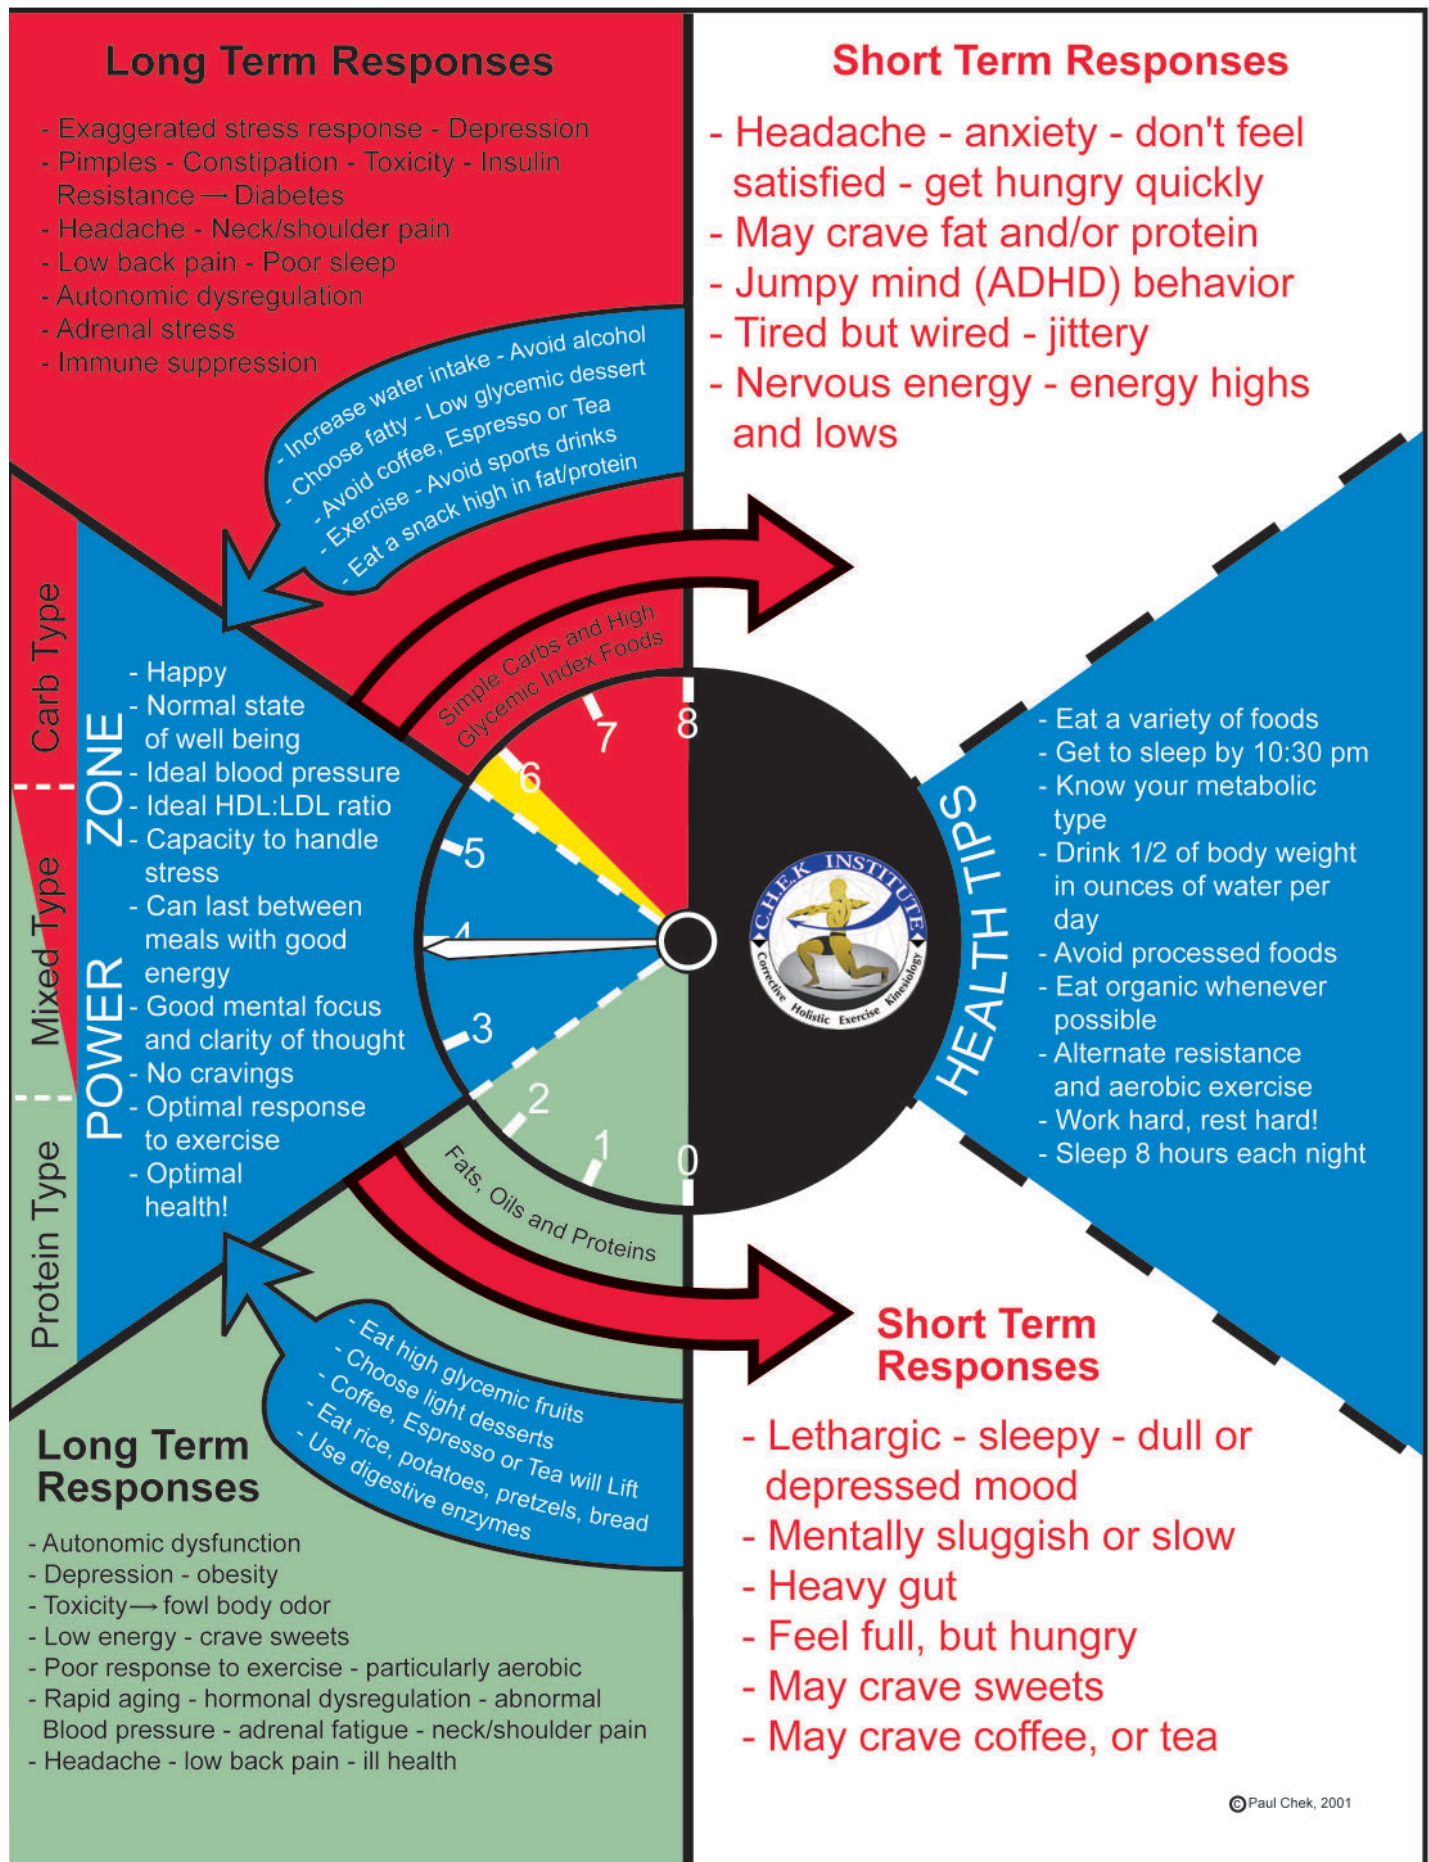 Long Term Responses
- Exaggerated stress response - Depression
- Pimples - Constipation - Toxicity - Insulin
Resistance → Diabetes
- Headache - Neck/shoulder pain
- Low back pain - Poor sleep
- Autonomic dysregulation
- Adrenal stress
- Immune suppression
Short Term Responses
- Headache - anxiety - don't feel
satisfied - get hungry quickly
- May crave fat and/or protein
- Jumpy mind (ADHD) behavior
- Tired but wired - jittery
- Nervous energy - energy highs
and lows
- Increase water intake - Avoid alcohol
- Choose fatty - Low glycemic dessert
- Avoid coffee, Espresso or Tea
- Exercise - Avoid sports drinks
- Eat a snack high in fat/protein
Simple Carbs and High
Glycemic Index Foods
Carb Type
Mixed Type
Protein Type
POWER ZONE
- Happy
- Normal state
of well being
- Ideal blood pressure
- Ideal HDL:LDL ratio
- Capacity to handle
stress
- Can last between
meals with good
energy
- Good mental focus
and clarity of thought
- No cravings
- Optimal response
to exercise
- Optimal
health!
8
7
6
5
4
3
2
1
0
C.H.E.K INSTITUTE
Corrective Holistic Exercise Kinesiology
HEALTH TIPS
- Eat a variety of foods
- Get to sleep by 10:30 pm
- Know your metabolic
type
- Drink 1/2 of body weight
in ounces of water per
day
- Avoid processed foods
- Eat organic whenever
possible
- Alternate resistance
and aerobic exercise
- Work hard, rest hard!
- Sleep 8 hours each night
Fats, Oils and Proteins
- Eat high glycemic fruits
- Choose light desserts
- Coffee, Espresso or Tea will Lift
- Eat rice, potatoes, pretzels, bread
- Use digestive enzymes
Long Term
Responses
- Autonomic dysfunction
- Depression - obesity
- Toxicity→ fowl body odor
- Low energy - crave sweets
- Poor response to exercise - particularly aerobic
- Rapid aging - hormonal dysregulation - abnormal
Blood pressure - adrenal fatigue - neck/shoulder pain
- Headache - low back pain - ill health
Short Term
Responses
- Lethargic - sleepy - dull or
depressed mood
- Mentally sluggish or slow
- Heavy gut
- Feel full, but hungry
- May crave sweets
- May crave coffee, or tea
© Paul Chek, 2001